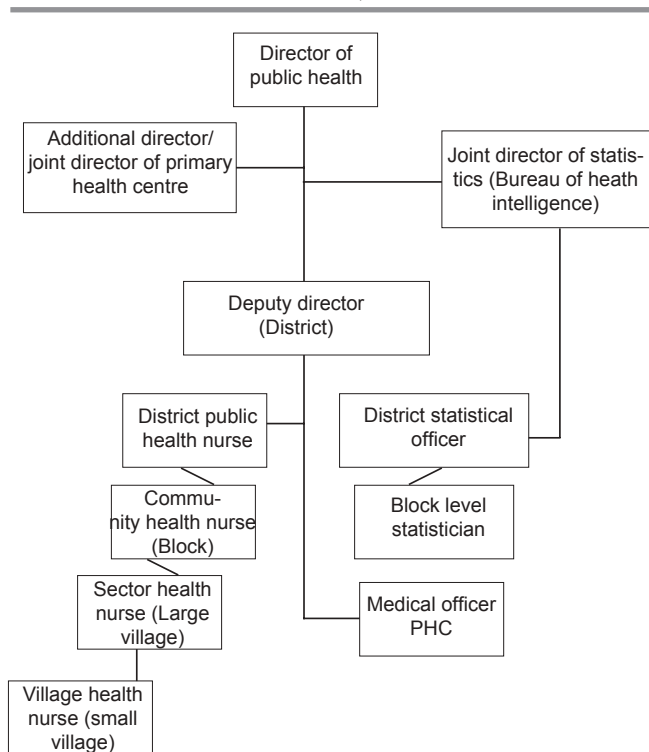 Director of
public health
Additional director/
joint director of primary
health centre
Joint director of statis-
tics (Bureau of heath
intelligence)
Deputy director
(District)
District public
health nurse
District statistical
officer
Commu-
nity health nurse
(Block)
Block level
statistician
Sector health
nurse (Large
village)
Medical officer
PHC
Village health
nurse (small
village)